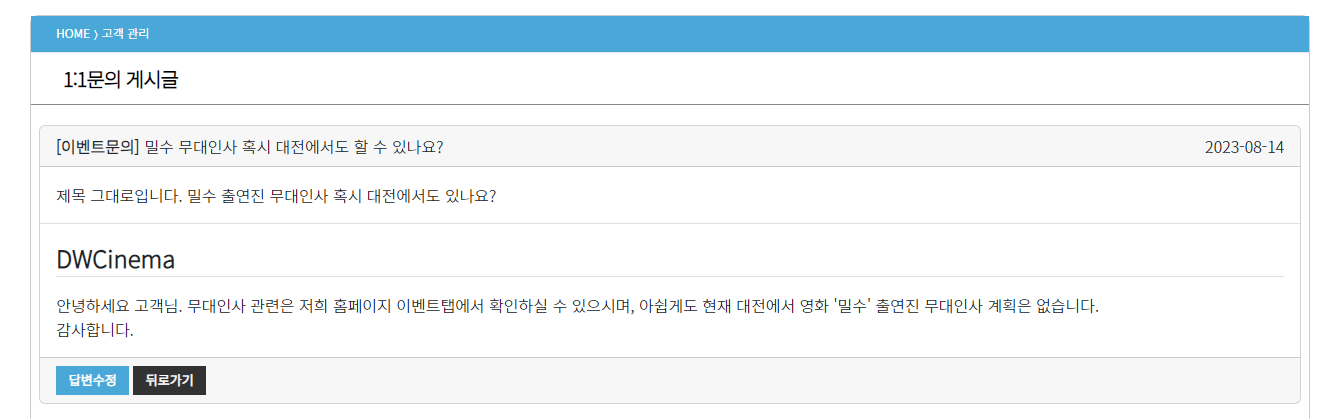 HOME 〉 고객 관리
1:1문의 게시글
[이벤트문의] 밀수 무대인사 혹시 대전에서도 할 수 있나요? 2023-08-14
제목 그대로입니다. 밀수 출연진 무대인사 혹시 대전에서도 있나요?
DWCinema
안녕하세요 고객님. 무대인사 관련은 저희 홈페이지 이벤트탭에서 확인하실 수 있으시며, 아쉽게도 현재 대전에서 영화 '밀수' 출연진 무대인사 계획은 없습니다.
감사합니다.
답변수정 뒤로가기